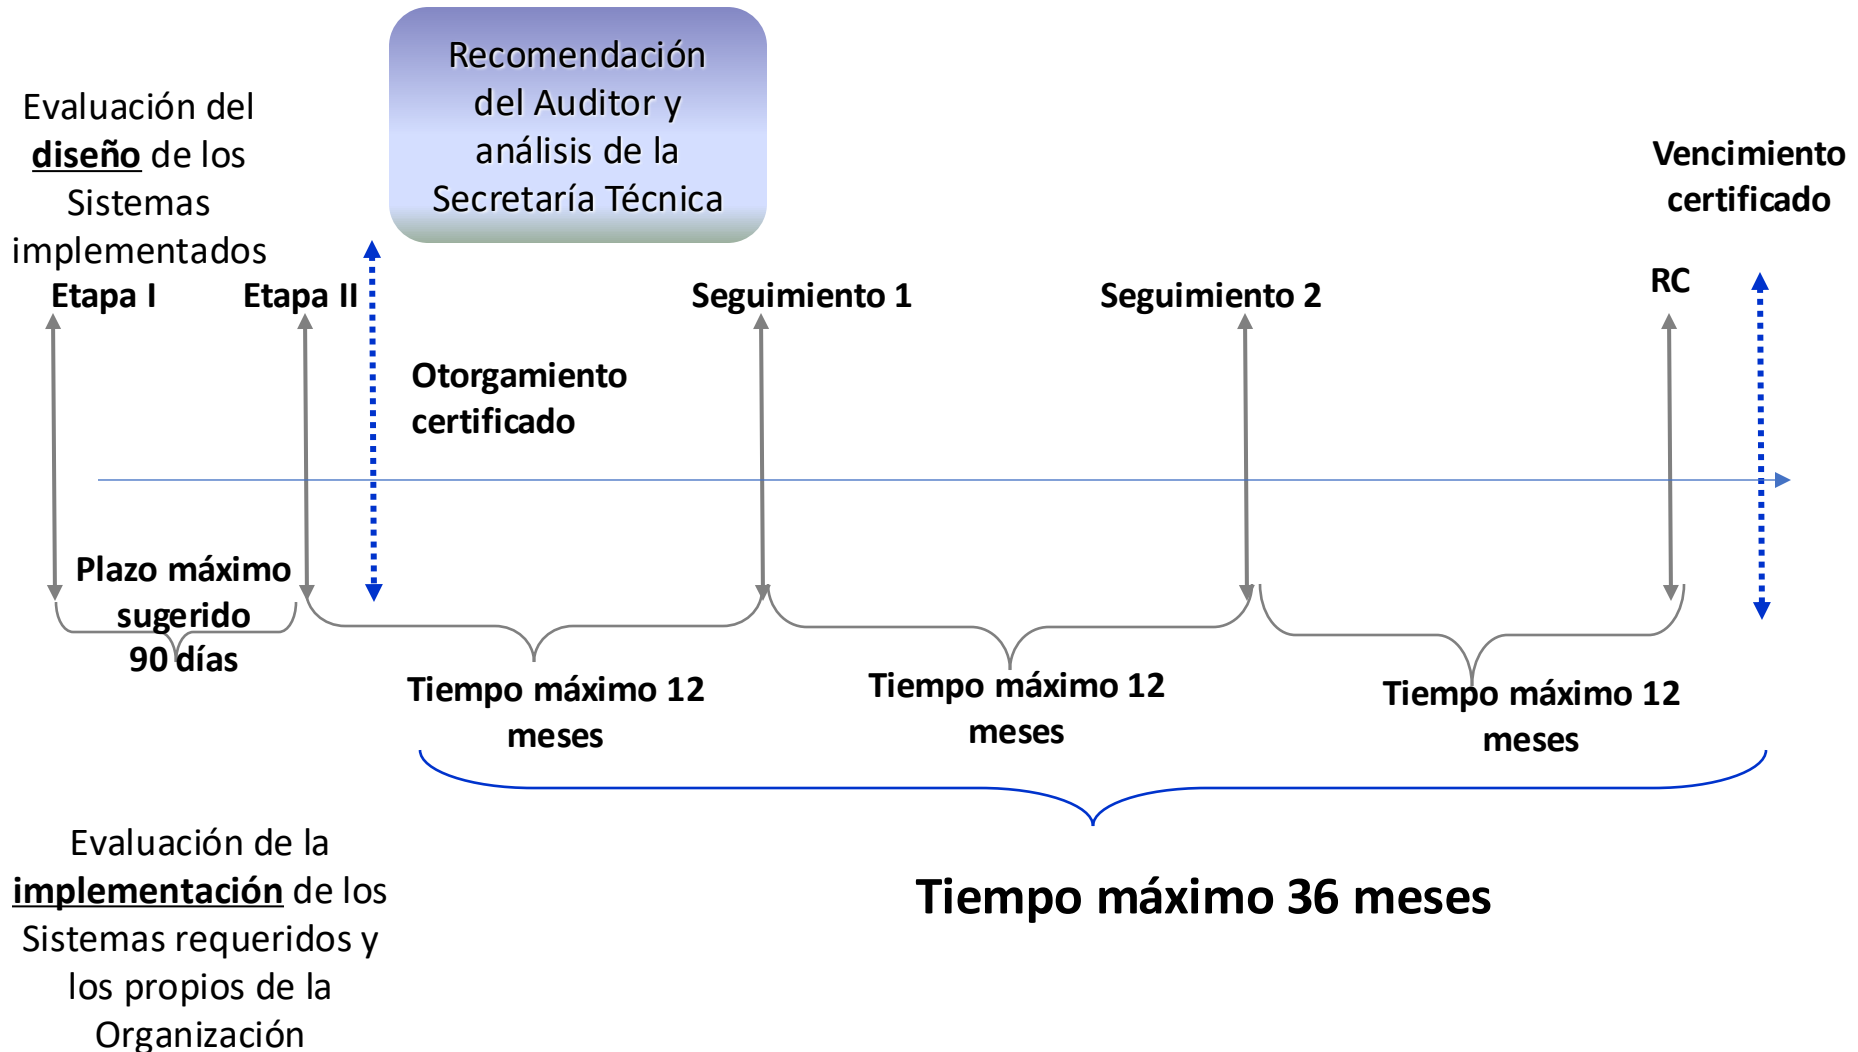 Recomendación
del Auditor y
análisis de la
Secretaría Técnica
Evaluación del
diseño de los
Sistemas
implementados
Vencimiento
certificado
Etapa I
Etapa II
Seguimiento 1
Seguimiento 2
RC
Otorgamiento
certificado
Plazo máximo
sugerido
90 días
Tiempo máximo 12
meses
Tiempo máximo 12
meses
Tiempo máximo 12
meses
Evaluación de la
implementación de los
Sistemas requeridos y
los propios de la
Organización
Tiempo máximo 36 meses